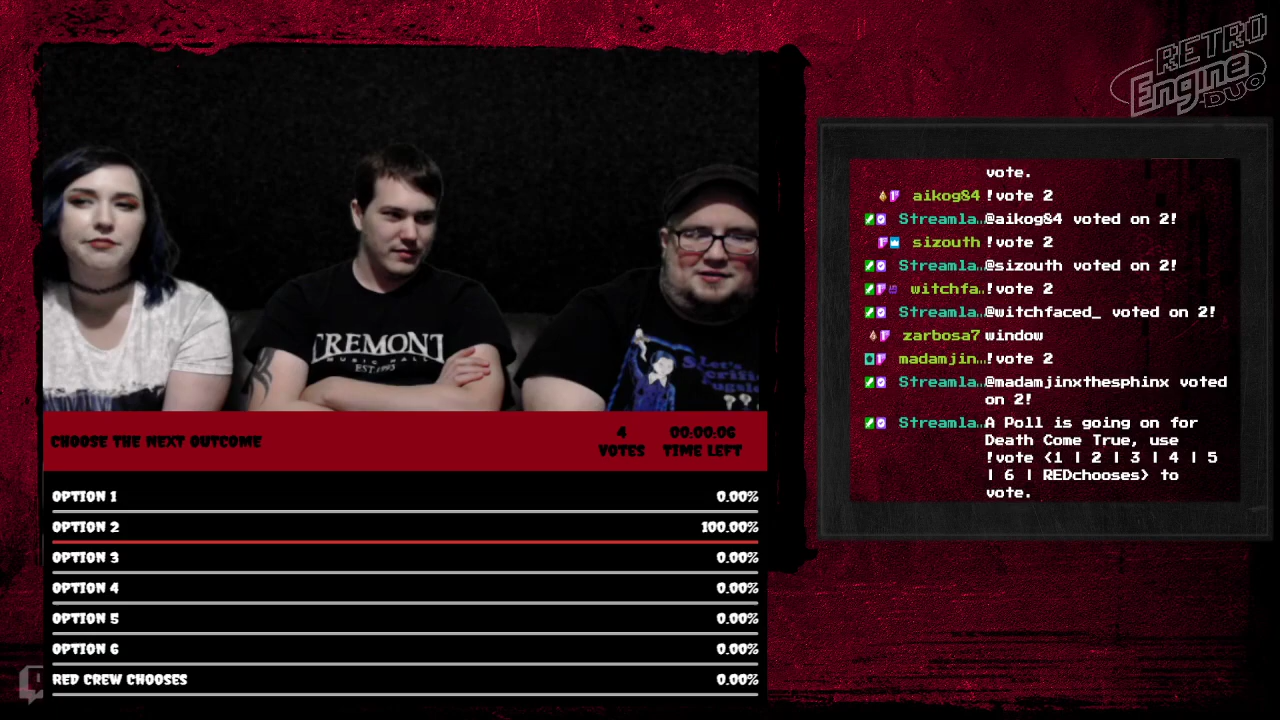 RETRO
Engine
DUO
CREMONT
MUSIC HALL
EST.1993
Let's
CHOOSE THE NEXT OUTCOME
4
VOTES
00:00:06
TIME LEFT
OPTION 1 0.00%
OPTION 2 100.00%
OPTION 3 0.00%
OPTION 4 0.00%
OPTION 5 0.00%
OPTION 6 0.00%
RED CREW CHOOSES 0.00%
vote.
aikog84 !vote 2
Streamla..@aikog84 voted on 2!
sizouth !vote 2
Streamla..@sizouth voted on 2!
witchfa..!vote 2
Streamla..@witchfaced_ voted on 2!
zarbosa7 window
madamjin..!vote 2
Streamla..@madamjinxthesphinx voted
on 2!
Streamla..A Poll is going on for
Death Come True, use
!vote <1 | 2 | 3 | 4 | 5
| 6 | REDchooses> to
vote.